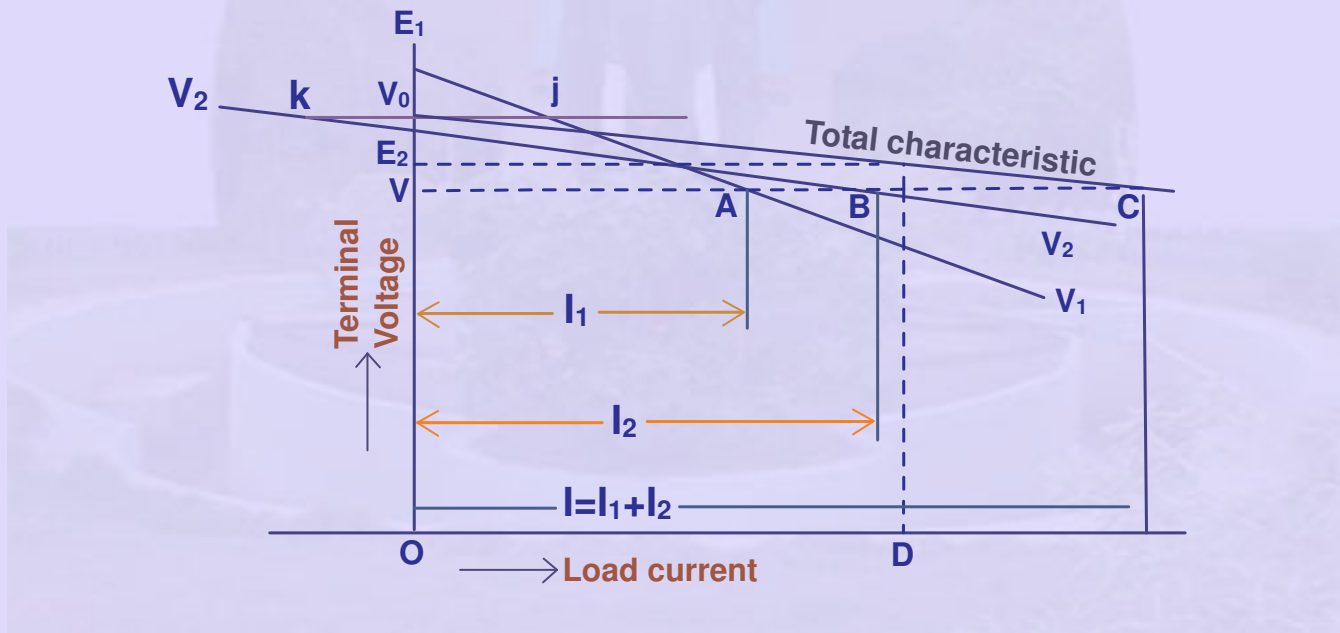 E₁
V₂ k V₀ j
Total characteristic
E₂
V
A B C
V₂
V₁
Terminal
Voltage
I₁
I₂
I=I₁+I₂
O D
Load current